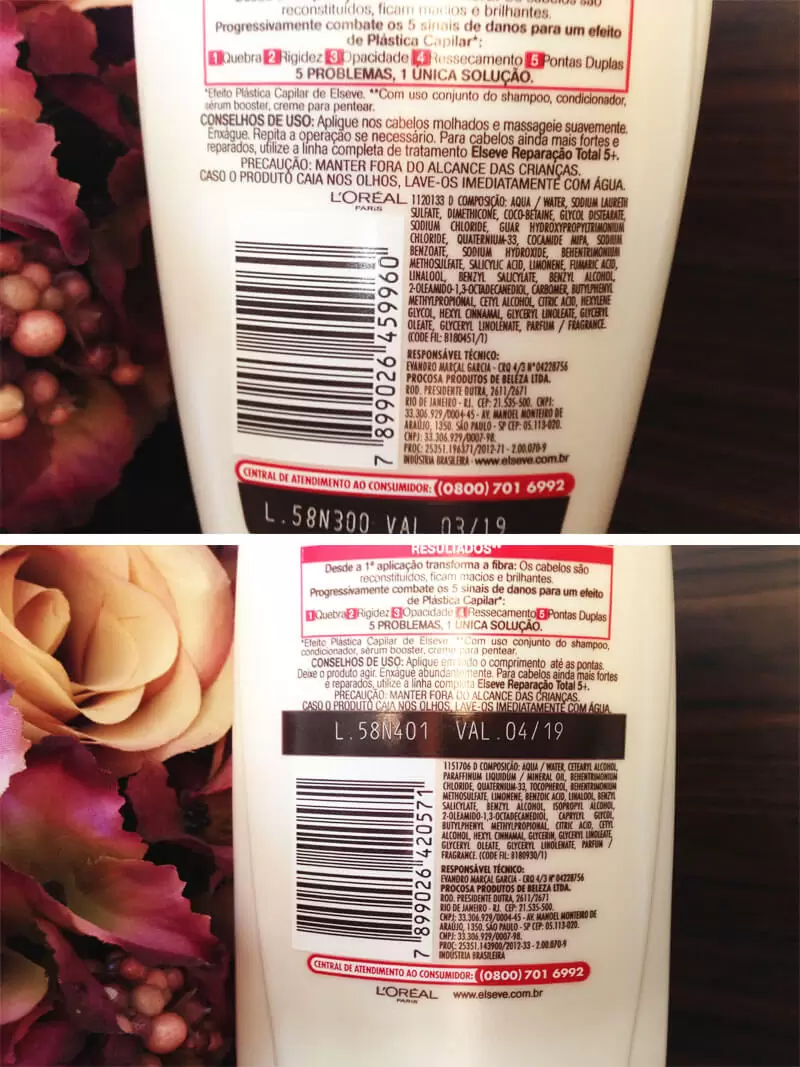 reconstituídos, ficam macios e brilhantes.
Progressivamente combate os 5 sinais de danos para um efeito
de Plástica Capilar*:
1 Quebra 2 Rigidez 3 Opacidade 4 Ressecamento 5 Pontas Duplas
5 PROBLEMAS, 1 ÚNICA SOLUÇÃO.
*Efeito Plástica Capilar de Elseve. **Com uso conjunto do shampoo, condicionador,
sérum booster, creme para pentear.
CONSELHOS DE USO: Aplique nos cabelos molhados e massageie suavemente.
Enxágue. Repita a operação se necessário. Para cabelos ainda mais fortes e
reparados, utilize a linha completa de tratamento Elseve Reparação Total 5+.
PRECAUÇÃO: MANTER FORA DO ALCANCE DAS CRIANÇAS.
CASO O PRODUTO CAIA NOS OLHOS, LAVE-OS IMEDIATAMENTE COM ÁGUA.
L'ORÉAL
PARIS
1120133 D COMPOSIÇÃO: AQUA / WATER, SODIUM LAURETH
SULFATE, DIMETHICONE, COCO-BETAINE, GLYCOL DISTEARATE,
SODIUM CHLORIDE, GUAR HYDROXYPROPYLTRIMONIUM
CHLORIDE, QUATERNIUM-33, COCAMIDE MIPA, SODIUM
BENZOATE, SODIUM HYDROXIDE, BEHENTRIMONIUM
METHOSULFATE, SALICYLIC ACID, LIMONENE, FUMARIC ACID,
LINALOOL, BENZYL SALICYLATE, BENZYL ALCOHOL,
2-OLEAMIDO-1,3-OCTADECANEDIOL, CARBOMER, BUTYLPHENYL
METHYLPROPIONAL, CETYL ALCOHOL, CITRIC ACID, HEXYLENE
GLYCOL, HEXYL CINNAMAL, GLYCERYL LINOLEATE, GLYCERYL
OLEATE, GLYCERYL LINOLENATE, PARFUM / FRAGRANCE.
(CODE FIL: B180451/1)
7 899026 459960
RESPONSÁVEL TÉCNICO:
EVANDRO MARÇAL GARCIA - CRQ 4/3 Nº 04228756
PROCOSA PRODUTOS DE BELEZA LTDA.
ROD. PRESIDENTE DUTRA, 2611/2671
RIO DE JANEIRO - RJ. CEP: 21.535-500. CNPJ:
33.306.929/0004-45 - AV. MANOEL MONTEIRO DE
ARAÚJO, 1350. SÃO PAULO - SP CEP: 05.113-020.
CNPJ: 33.306.929/0007-98.
PROC: 25351.196371/2012-71 - 2.00.070-9
INDÚSTRIA BRASILEIRA - www.elseve.com.br
CENTRAL DE ATENDIMENTO AO CONSUMIDOR: (0800) 701 6992
L.58N300 VAL 03/19
RESULTADOS**
Desde a 1ª aplicação transforma a fibra: Os cabelos são
reconstituídos, ficam macios e brilhantes.
Progressivamente combate os 5 sinais de danos para um efeito
de Plástica Capilar*:
1 Quebra 2 Rigidez 3 Opacidade 4 Ressecamento 5 Pontas Duplas
5 PROBLEMAS, 1 ÚNICA SOLUÇÃO.
*Efeito Plástica Capilar de Elseve. **Com uso conjunto do shampoo,
condicionador, sérum booster, creme para pentear.
CONSELHOS DE USO: Aplique em todo o comprimento até as pontas.
Deixe o produto agir. Enxágue abundantemente. Para cabelos ainda mais fortes
e reparados, utilize a linha completa Elseve Reparação Total 5+.
PRECAUÇÃO: MANTER FORA DO ALCANCE DAS CRIANÇAS.
CASO O PRODUTO CAIA NOS OLHOS, LAVE-OS IMEDIATAMENTE COM ÁGUA.
L.58N401 VAL.04/19
1151706 D COMPOSIÇÃO: AQUA / WATER, CETEARYL ALCOHOL,
PARAFFINUM LIQUIDUM / MINERAL OIL, BEHENTRIMONIUM
CHLORIDE, QUATERNIUM-33, TOCOPHEROL, BEHENTRIMONIUM
METHOSULFATE, LIMONENE, BENZOIC ACID, LINALOOL, BENZYL
SALICYLATE, BENZYL ALCOHOL, ISOPROPYL ALCOHOL,
2-OLEAMIDO-1,3-OCTADECANEDIOL, CAPRYLYL GLYCOL,
BUTYLPHENYL METHYLPROPIONAL, CITRIC ACID, CETYL
ALCOHOL, HEXYL CINNAMAL, GLYCERIN, GLYCERYL LINOLEATE,
GLYCERYL OLEATE, GLYCERYL LINOLENATE, PARFUM /
FRAGRANCE. (CODE FIL: B180930/1)
7 899026 420571
RESPONSÁVEL TÉCNICO:
EVANDRO MARÇAL GARCIA - CRQ 4/3 Nº 04228756
PROCOSA PRODUTOS DE BELEZA LTDA.
ROD. PRESIDENTE DUTRA, 2611/2671
RIO DE JANEIRO - RJ. CEP: 21.535-500.
CNPJ: 33.306.929/0004-45 - AV. MANOEL MONTEIRO DE
ARAÚJO, 1350. SÃO PAULO - SP CEP: 05.113-020.
CNPJ: 33.306.929/0007-98.
PROC: 25351.143900/2012-33 - 2.00.070-9
INDÚSTRIA BRASILEIRA
CENTRAL DE ATENDIMENTO AO CONSUMIDOR: (0800) 701 6992
L'ORÉAL
PARIS
www.elseve.com.br